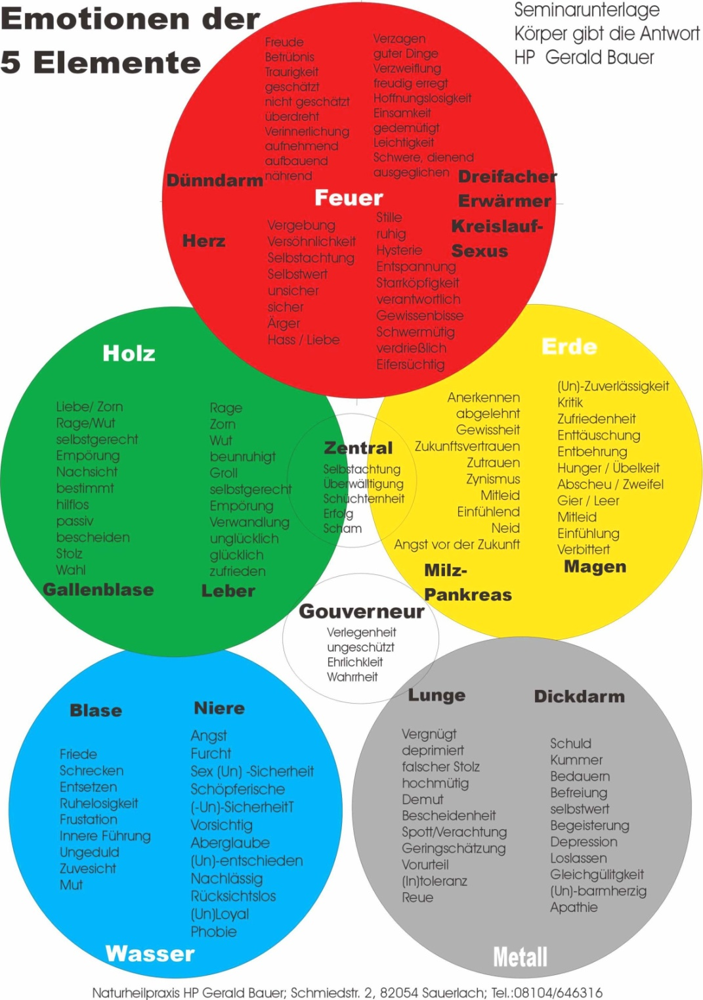 Emotionen der
5 Elemente
Seminarunterlage
Körper gibt die Antwort
HP Gerald Bauer
Freude
Betrübnis
Traurigkeit
geschätzt
nicht geschätzt
überdreht
Verinnerlichung
aufnehmend
aufbauend
nährend
Verzagen
guter Dinge
Verzweiflung
freudig erregt
Hoffnungslosigkeit
Einsamkeit
gedemütigt
Leichtigkeit
Schwere, dienend
ausgeglichen
Dünndarm
Dreifacher
Erwärmer
Feuer
Herz
Kreislauf-
Sexus
Vergebung
Versöhnlichkeit
Selbstachtung
Selbstwert
unsicher
sicher
Ärger
Hass / Liebe
Stille
ruhig
Hysterie
Entspannung
Starrköpfigkeit
verantwortlich
Gewissenbisse
Schwermütig
verdrießlich
Eifersüchtig
Holz
Liebe/ Zorn
Rage/Wut
selbstgerecht
Empörung
Nachsicht
bestimmt
hilflos
passiv
bescheiden
Stolz
Wahl
Gallenblase
Rage
Zorn
Wut
beunruhigt
Groll
selbstgerecht
Empörung
Verwandlung
unglücklich
glücklich
zufrieden
Leber
Zentral
Selbstachtung
Überwälltigung
Schüchternheit
Erfolg
Scham
Erde
Anerkennen
abgelehnt
Gewissheit
Zukunftsvertrauen
Zutrauen
Zynismus
Mitleid
Einfühlend
Neid
Angst vor der Zukunft
Milz-
Pankreas
(Un)-Zuverlässigkeit
Kritik
Zufriedenheit
Enttäuschung
Entbehrung
Hunger / Übelkeit
Abscheu / Zweifel
Gier / Leer
Mitleid
Einfühlung
Verbittert
Magen
Gouverneur
Verlegenheit
ungeschützt
Ehrlichkleit
Wahrrheit
Blase
Friede
Schrecken
Entsetzen
Ruhelosigkeit
Frustation
Innere Führung
Ungeduld
Zuvesicht
Mut
Niere
Angst
Furcht
Sex (Un) -Sicherheit
Schöpferische
(-Un)-SicherheitT
Vorsichtig
Aberglaube
(Un)-entschieden
Nachlässig
Rücksichtslos
(Un)Loyal
Phobie
Wasser
Lunge
Vergnügt
deprimiert
falscher Stolz
hochmütig
Demut
Bescheidenheit
Spott/Verachtung
Geringschätzung
Vorurteil
(In)toleranz
Reue
Dickdarm
Schuld
Kummer
Bedauern
Befreiung
selbstwert
Begeisterung
Depression
Loslassen
Gleichgülitgkeit
(Un)-barmherzig
Apathie
Metall
Naturheilpraxis HP Gerald Bauer; Schmiedstr. 2, 82054 Sauerlach; Tel.:08104/646316